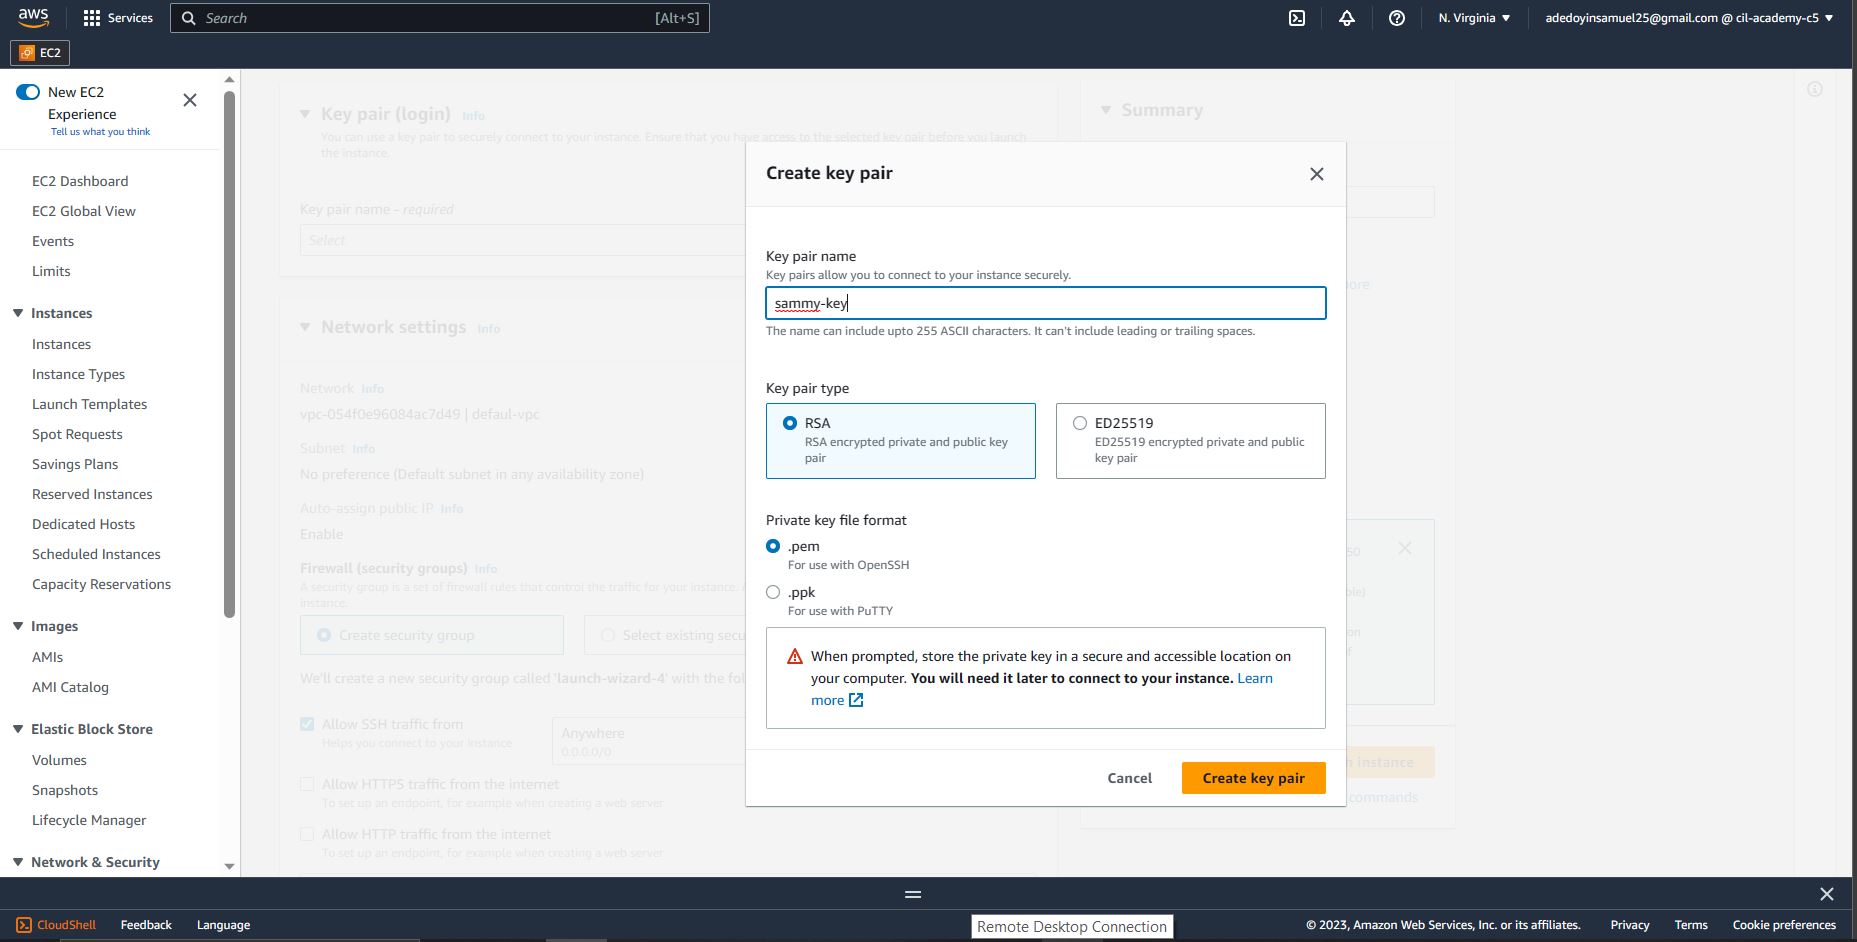 aws
Services
Search
[Alt+S]
N. Virginia
adedoyinsamuel25@gmail.com @ cil-academy-c5
EC2
New EC2
Experience
Tell us what you think
EC2 Dashboard
EC2 Global View
Events
Limits
Instances
Instances
Instance Types
Launch Templates
Spot Requests
Savings Plans
Reserved Instances
Dedicated Hosts
Scheduled Instances
Capacity Reservations
Images
AMIs
AMI Catalog
Elastic Block Store
Volumes
Snapshots
Lifecycle Manager
Network & Security
Key pair (login) Info
You can use a key pair to securely connect to your instance. Ensure that you have access to the selected key pair before you launch
the instance.
Key pair name - required
Select
Network settings Info
Network Info
vpc-054f0e96084ac7d49 | defaul-vpc
Subnet Info
No preference (Default subnet in any availability zone)
Auto-assign public IP Info
Enable
Firewall (security groups) Info
A security group is a set of firewall rules that control the traffic for your instance. A
instance.
Create security group
Select existing secu
We'll create a new security group called 'launch-wizard-4' with the fol
Allow SSH traffic from
Helps you connect to your instance
Anywhere
0.0.0.0/0
Allow HTTPS traffic from the internet
To set up an endpoint, for example when creating a web server
Allow HTTP traffic from the internet
To set up an endpoint, for example when creating a web server
Summary
ore
50
ble)
on
f
instance
commands
Create key pair
Key pair name
Key pairs allow you to connect to your instance securely.
sammy-key
The name can include upto 255 ASCII characters. It can't include leading or trailing spaces.
Key pair type
RSA
RSA encrypted private and public key
pair
ED25519
ED25519 encrypted private and public
key pair
Private key file format
.pem
For use with OpenSSH
.ppk
For use with PuTTY
When prompted, store the private key in a secure and accessible location on
your computer. You will need it later to connect to your instance. Learn
more
Cancel
Create key pair
CloudShell
Feedback
Language
Remote Desktop Connection
© 2023, Amazon Web Services, Inc. or its affiliates.
Privacy
Terms
Cookie preferences